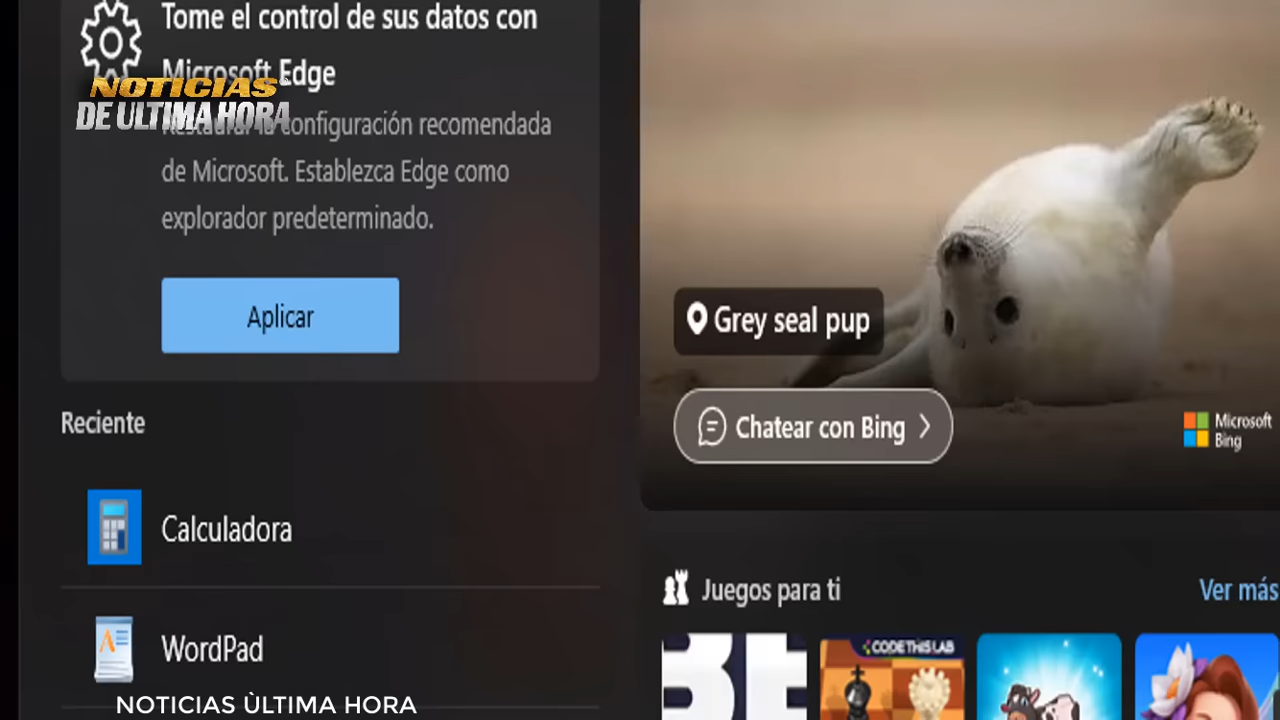 Tome el control de sus datos con
Microsoft Edge
NOTICIAS
DE ULTIMA HORA
Restaurar la configuración recomendada
de Microsoft. Establezca Edge como
explorador predeterminado.
Aplicar
Reciente
Calculadora
WordPad
NOTICIAS ÙLTIMA HORA
Grey seal pup
Chatear con Bing
Microsoft
Bing
Juegos para ti
Ver más
CODETHISLAB
BE